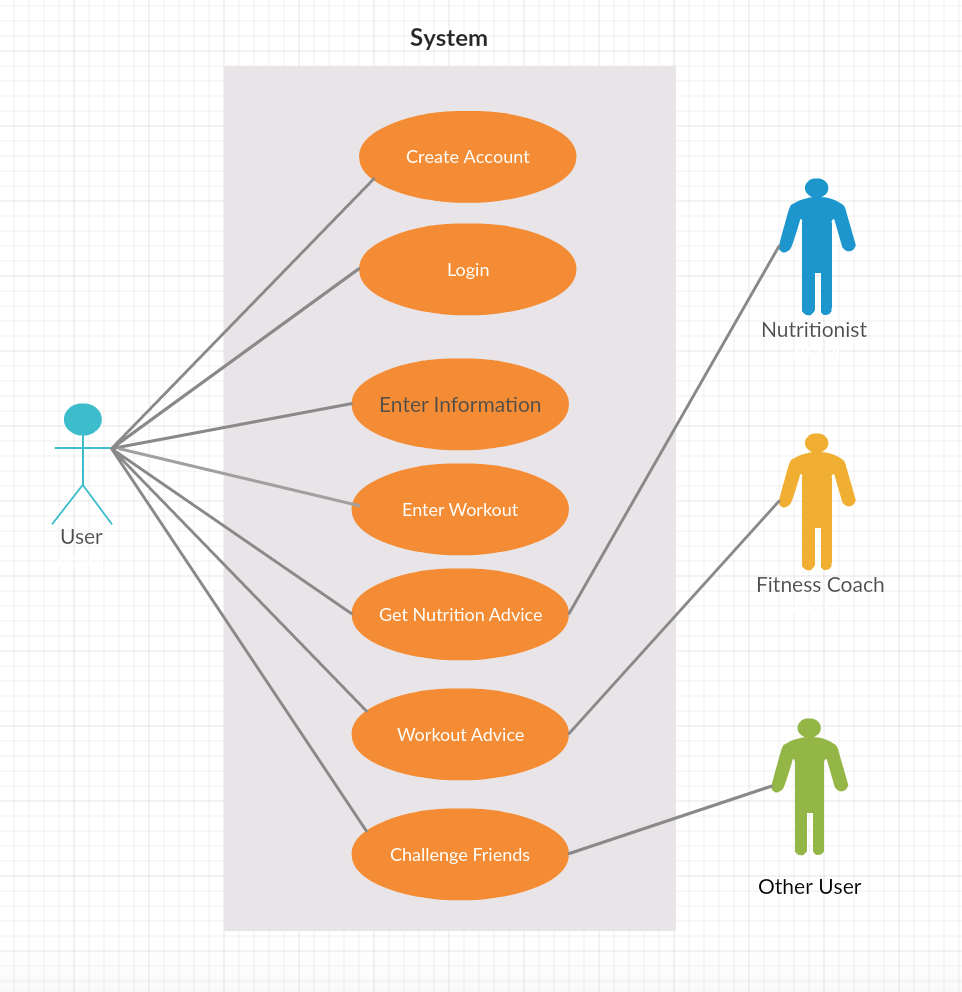 System
Create Account
Login
Enter Information
Enter Workout
Get Nutrition Advice
Workout Advice
Challenge Friends
User
Nutritionist
Fitness Coach
Other User